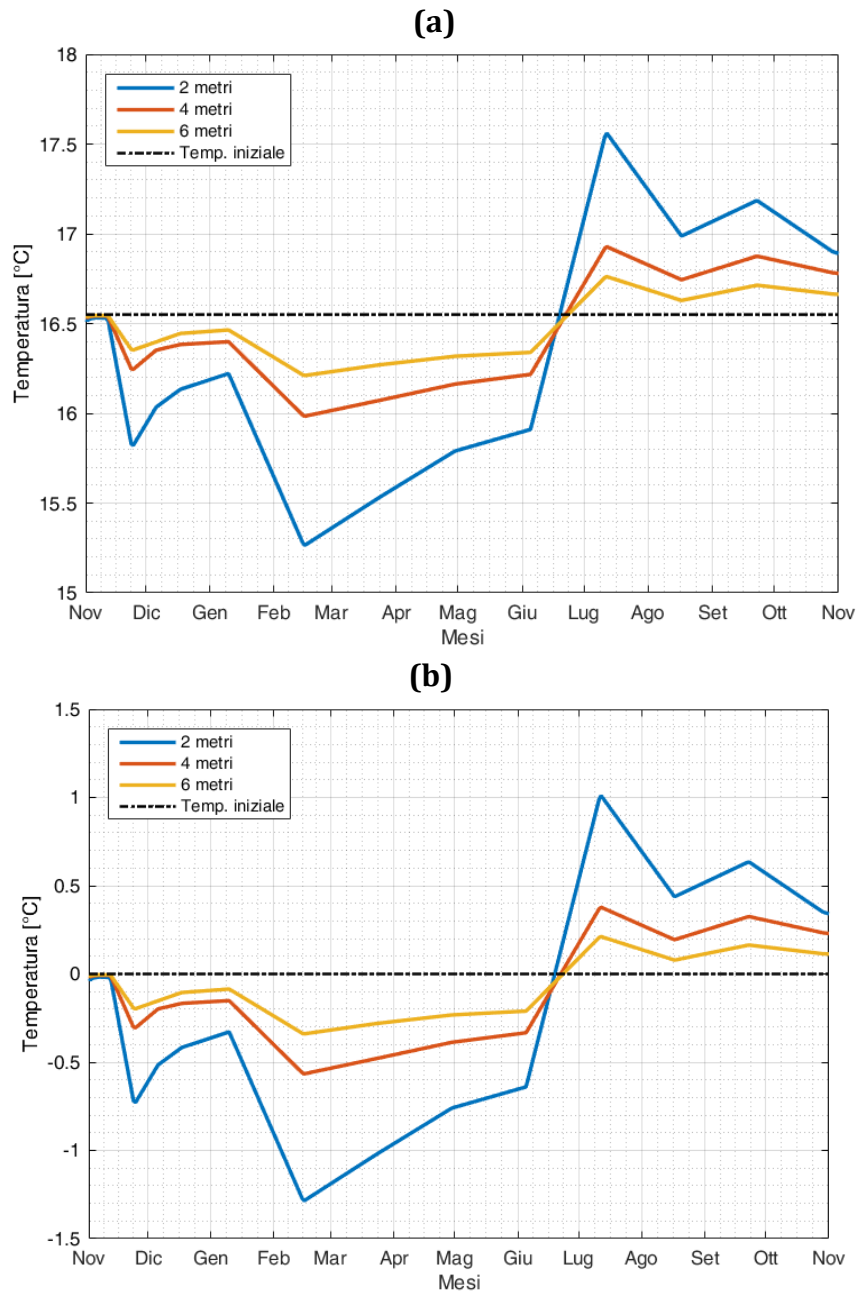 (a)
18
17.5
17
16.5
16
15.5
15
Temperatura [°C]
2 metri
4 metri
6 metri
Temp. iniziale
Nov Dic Gen Feb Mar Apr Mag Giu Lug Ago Set Ott Nov
Mesi
(b)
1.5
1
0.5
0
-0.5
-1
-1.5
Temperatura [°C]
2 metri
4 metri
6 metri
Temp. iniziale
Nov Dic Gen Feb Mar Apr Mag Giu Lug Ago Set Ott Nov
Mesi